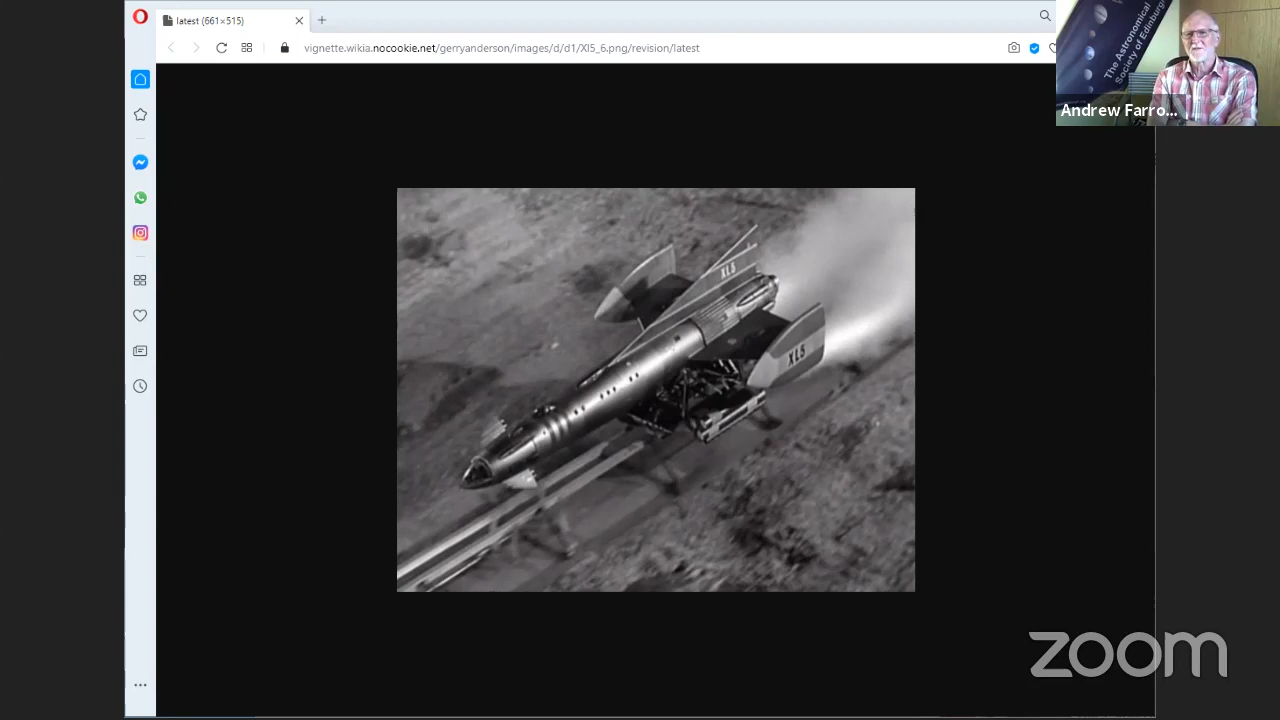 latest (661×515)
vignette.wikia.nocookie.net/gerryanderson/images/d/d1/Xl5_6.png/revision/latest
The Astronomical
Society of Edinburgh
Andrew Farro...
XL5
XL5
zoom